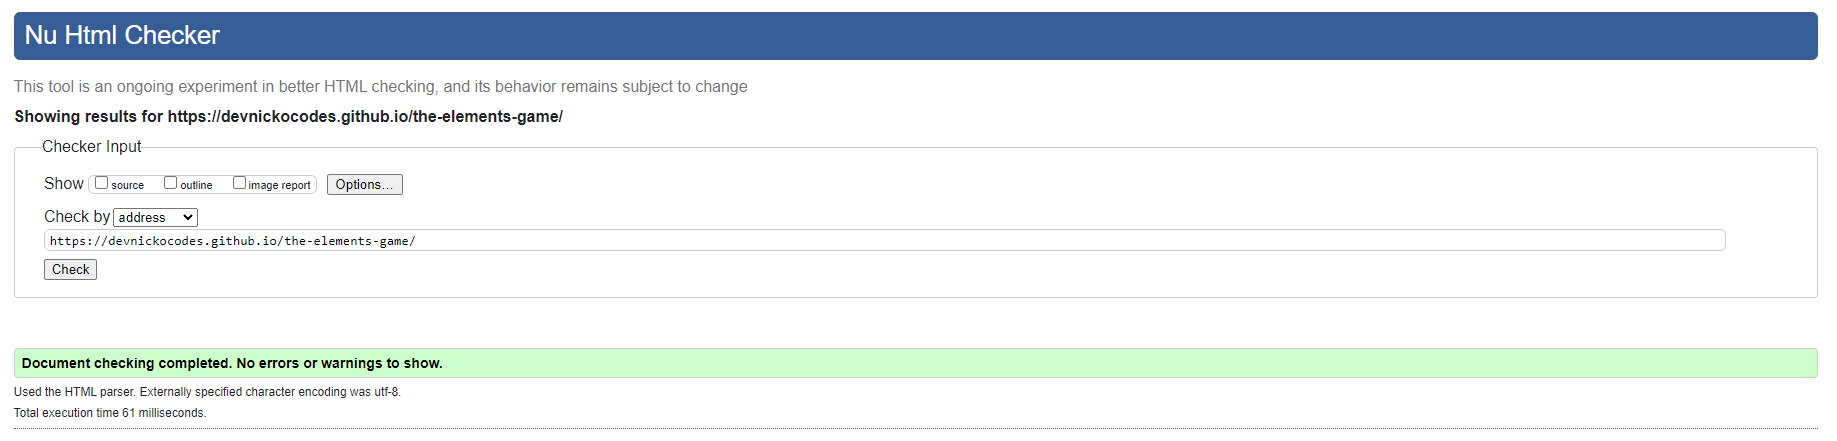 Nu Html Checker
This tool is an ongoing experiment in better HTML checking, and its behavior remains subject to change
Showing results for https://devnickocodes.github.io/the-elements-game/
Checker Input
Show source outline image report Options...
Check by address
https://devnickocodes.github.io/the-elements-game/
Check
Document checking completed. No errors or warnings to show.
Used the HTML parser. Externally specified character encoding was utf-8.
Total execution time 61 milliseconds.